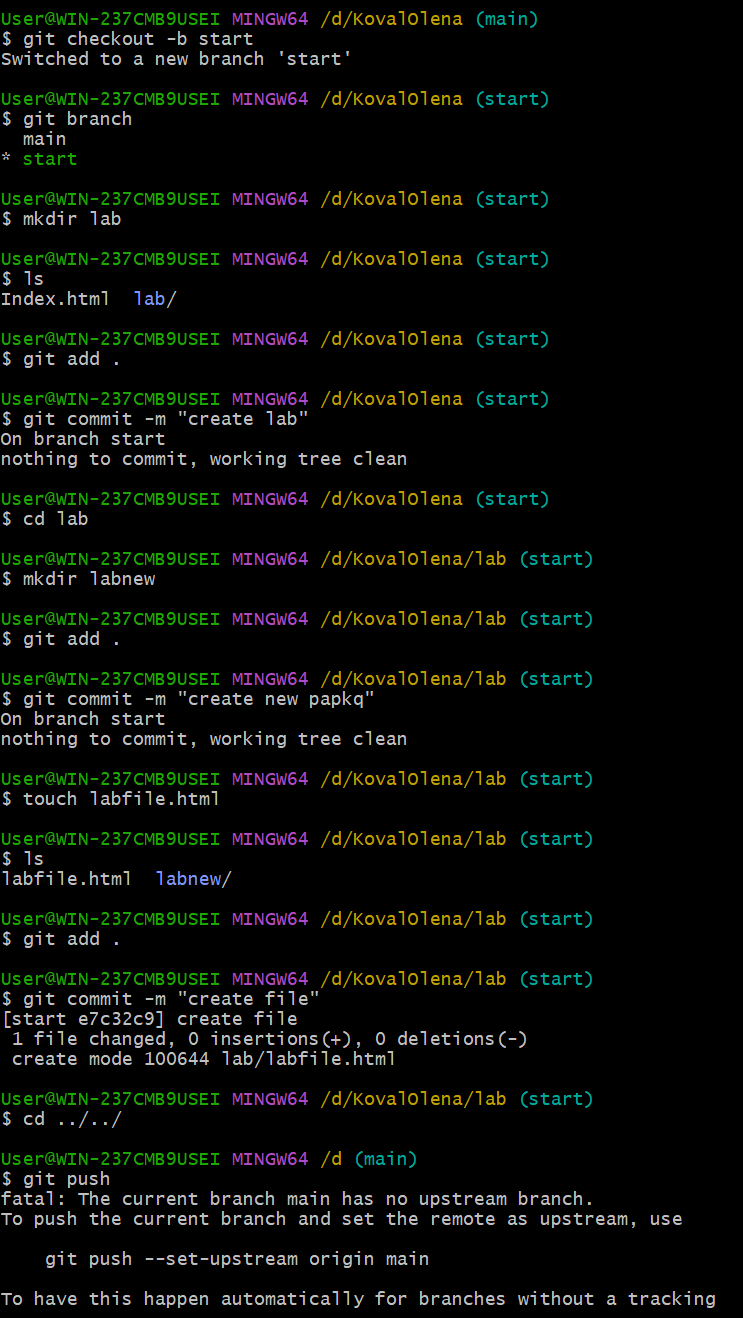 User@WIN-237CMB9USEI MINGW64 /d/KovalOlena (main)
$ git checkout -b start
Switched to a new branch 'start'
User@WIN-237CMB9USEI MINGW64 /d/KovalOlena (start)
$ git branch
  main
* start
User@WIN-237CMB9USEI MINGW64 /d/KovalOlena (start)
$ mkdir lab
User@WIN-237CMB9USEI MINGW64 /d/KovalOlena (start)
$ ls
Index.html  lab/
User@WIN-237CMB9USEI MINGW64 /d/KovalOlena (start)
$ git add .
User@WIN-237CMB9USEI MINGW64 /d/KovalOlena (start)
$ git commit -m "create lab"
On branch start
nothing to commit, working tree clean
User@WIN-237CMB9USEI MINGW64 /d/KovalOlena (start)
$ cd lab
User@WIN-237CMB9USEI MINGW64 /d/KovalOlena/lab (start)
$ mkdir labnew
User@WIN-237CMB9USEI MINGW64 /d/KovalOlena/lab (start)
$ git add .
User@WIN-237CMB9USEI MINGW64 /d/KovalOlena/lab (start)
$ git commit -m "create new papkq"
On branch start
nothing to commit, working tree clean
User@WIN-237CMB9USEI MINGW64 /d/KovalOlena/lab (start)
$ touch labfile.html
User@WIN-237CMB9USEI MINGW64 /d/KovalOlena/lab (start)
$ ls
labfile.html  labnew/
User@WIN-237CMB9USEI MINGW64 /d/KovalOlena/lab (start)
$ git add .
User@WIN-237CMB9USEI MINGW64 /d/KovalOlena/lab (start)
$ git commit -m "create file"
[start e7c32c9] create file
 1 file changed, 0 insertions(+), 0 deletions(-)
 create mode 100644 lab/labfile.html
User@WIN-237CMB9USEI MINGW64 /d/KovalOlena/lab (start)
$ cd ../../
User@WIN-237CMB9USEI MINGW64 /d (main)
$ git push
fatal: The current branch main has no upstream branch.
To push the current branch and set the remote as upstream, use
    git push --set-upstream origin main
To have this happen automatically for branches without a tracking